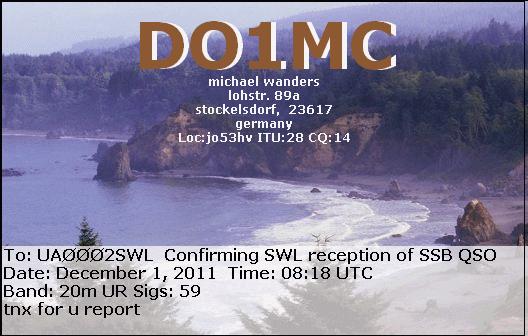 DO1MC
michael wanders
lohstr. 89a
stockelsdorf, 23617
germany
Loc:jo53hv ITU:28 CQ:14
To: UAØØØ2SWL Confirming SWL reception of SSB QSO
Date: December 1, 2011 Time: 08:18 UTC
Band: 20m UR Sigs: 59
tnx for u report